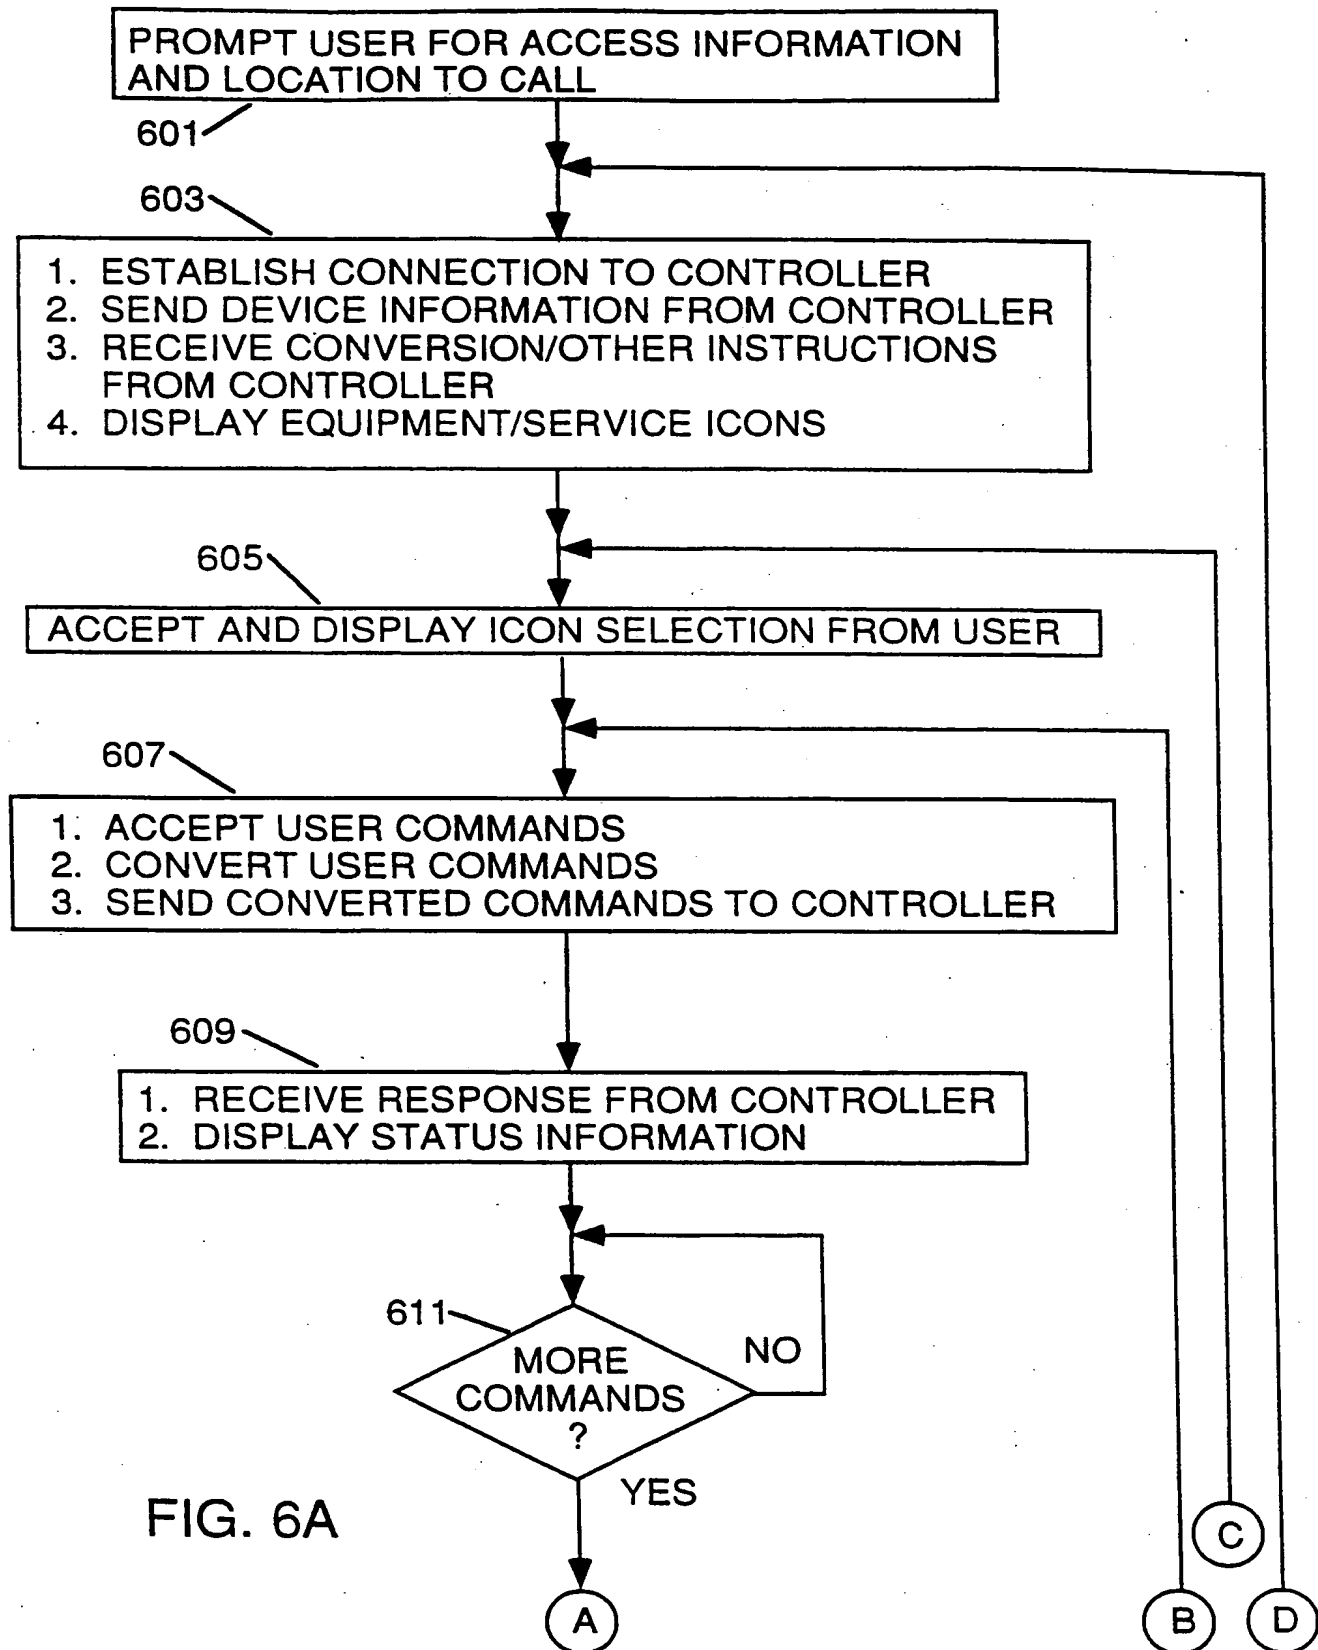 PROMPT USER FOR ACCESS INFORMATION
AND LOCATION TO CALL
601
603
1. ESTABLISH CONNECTION TO CONTROLLER
2. SEND DEVICE INFORMATION FROM CONTROLLER
3. RECEIVE CONVERSION/OTHER INSTRUCTIONS
FROM CONTROLLER
4. DISPLAY EQUIPMENT/SERVICE ICONS
605
ACCEPT AND DISPLAY ICON SELECTION FROM USER
607
1. ACCEPT USER COMMANDS
2. CONVERT USER COMMANDS
3. SEND CONVERTED COMMANDS TO CONTROLLER
609
1. RECEIVE RESPONSE FROM CONTROLLER
2. DISPLAY STATUS INFORMATION
611
MORE
COMMANDS
?
NO
YES
FIG. 6A
C
A
B
D